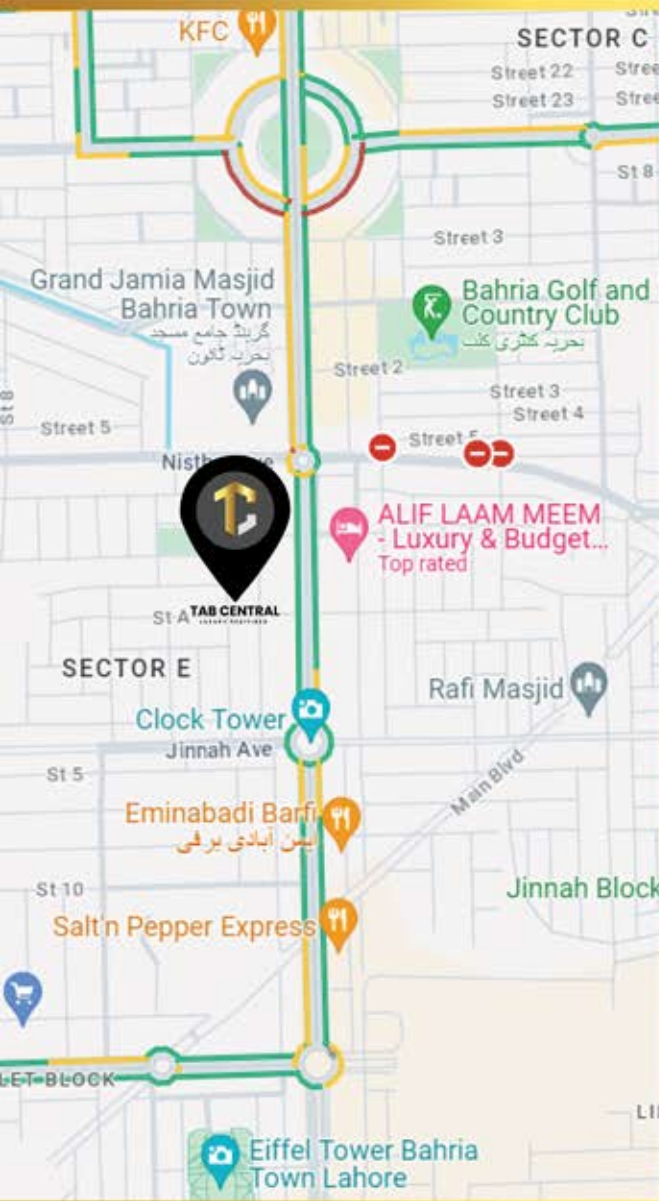 KFC
SECTOR C
Street 22
Street 23
St 8
Street 3
Grand Jamia Masjid
Bahria Town
گرینڈ جامع مسجد
بحریہ ٹاؤن
Bahria Golf and
Country Club
بحریہ کنٹری کلب
Street 2
Street 3
Street 4
St 8
Street 5
Street
ALIF LAAM MEEM
- Luxury & Budget...
Top rated
St A
TAB CENTRAL
SECTOR E
Rafi Masjid
Clock Tower
Jinnah Ave
St 5
Main Blvd
Eminabadi Barfi
ایمن آبادی برفی
St 10
Jinnah Block
Salt'n Pepper Express
LET BLOCK
Eiffel Tower Bahria
Town Lahore